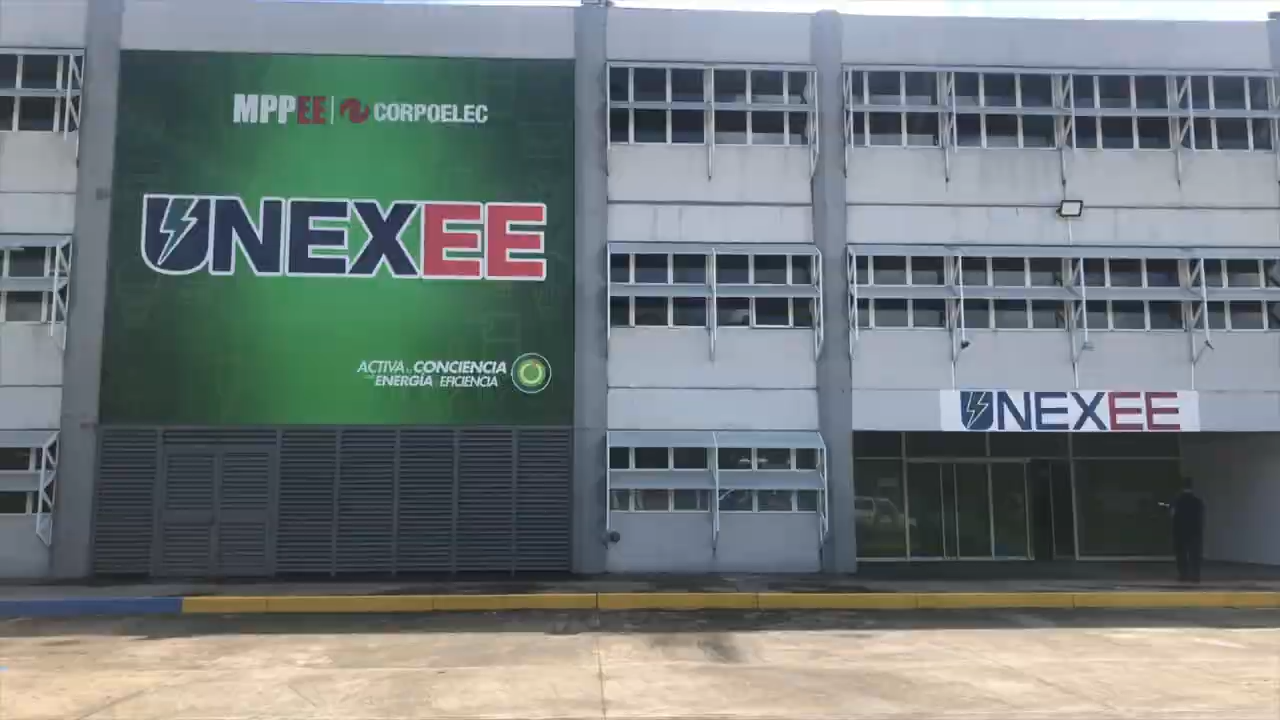 MPPEE CORPOELEC
UNEXEE
ACTIVA CONCIENCIA
ENERGÍA EFICIENCIA
UNEXEE